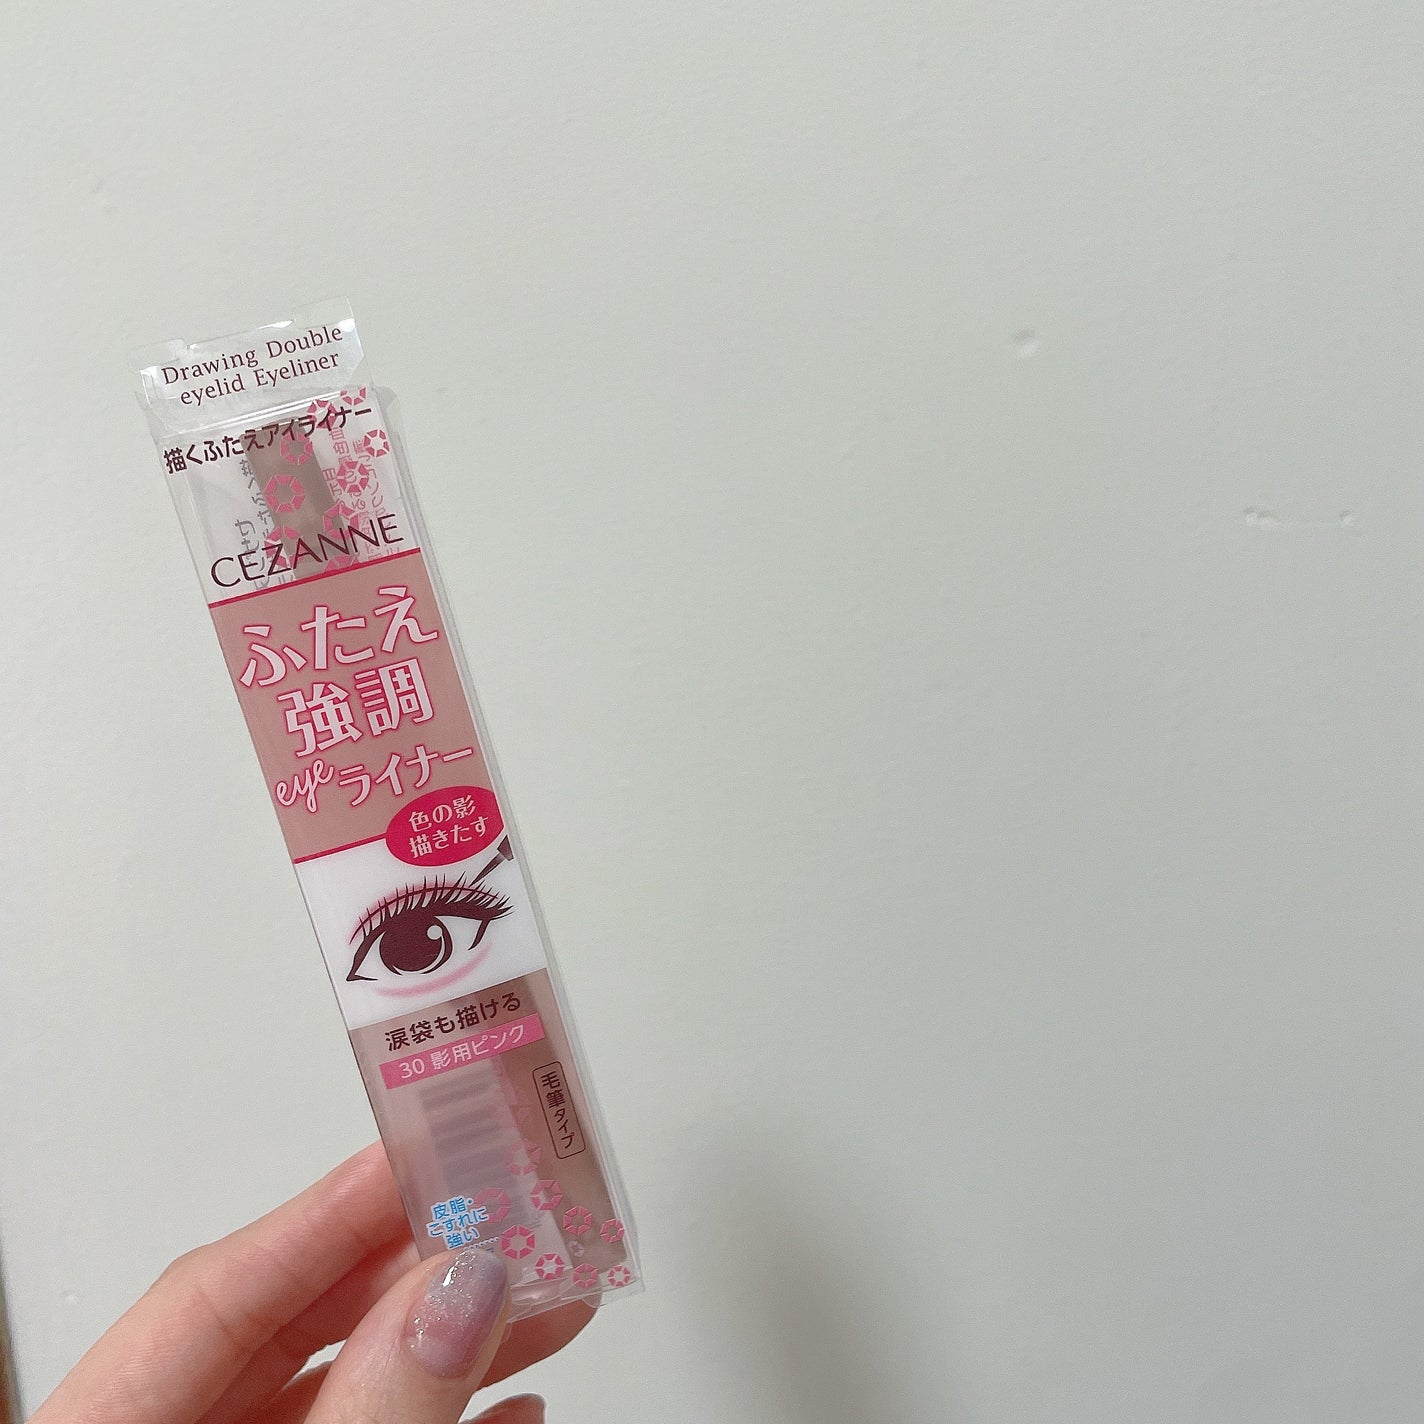 Drawing Double
eyelid Eyeliner
描くふたえアイライナー
CEZANNE
ふたえ
強調
eyeライナー
色の影
描きたす
涙袋も描ける
30 影用ピンク
毛筆タイプ
皮脂・
こすれに
強い